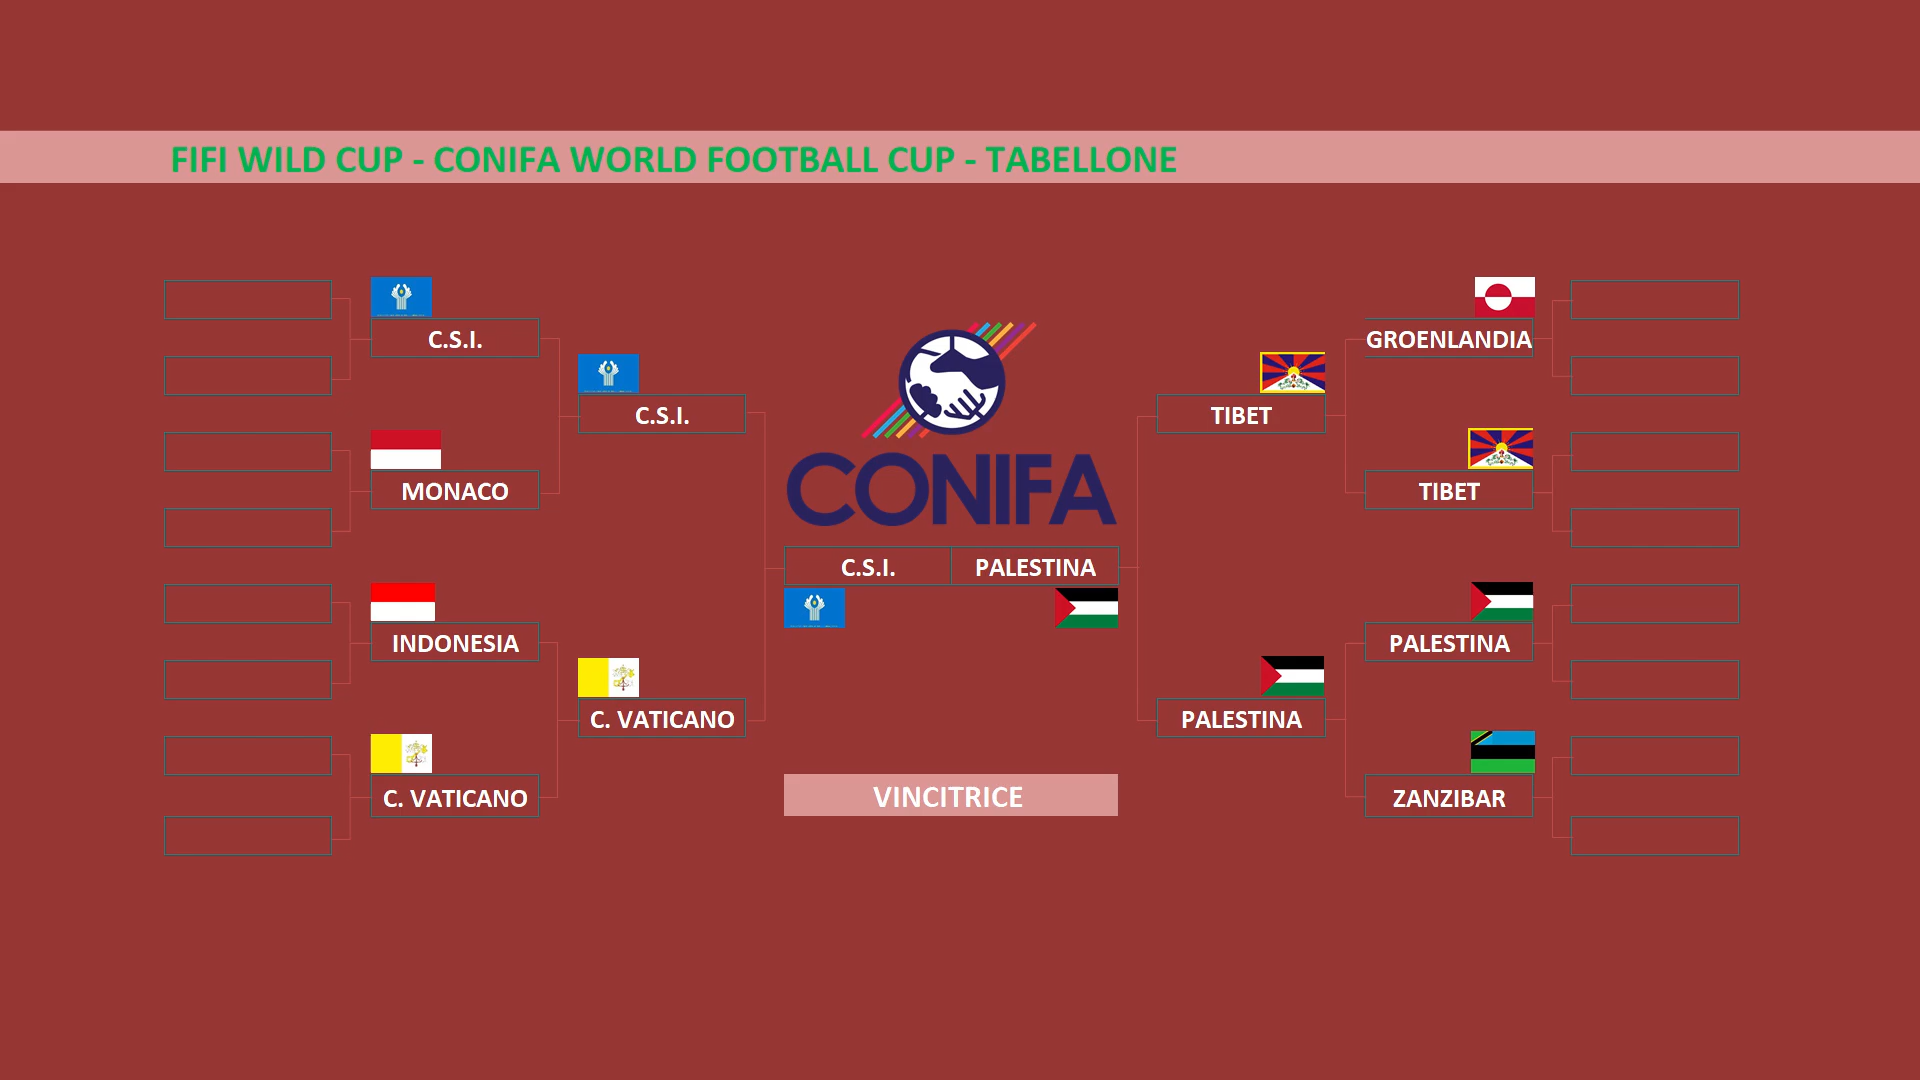 FIFI WILD CUP - CONIFA WORLD FOOTBALL CUP - TABELLONE
C.S.I.
MONACO
INDONESIA
C. VATICANO
C.S.I.
C. VATICANO
CONIFA
C.S.I.
PALESTINA
VINCITRICE
TIBET
PALESTINA
GROENLANDIA
TIBET
PALESTINA
ZANZIBAR